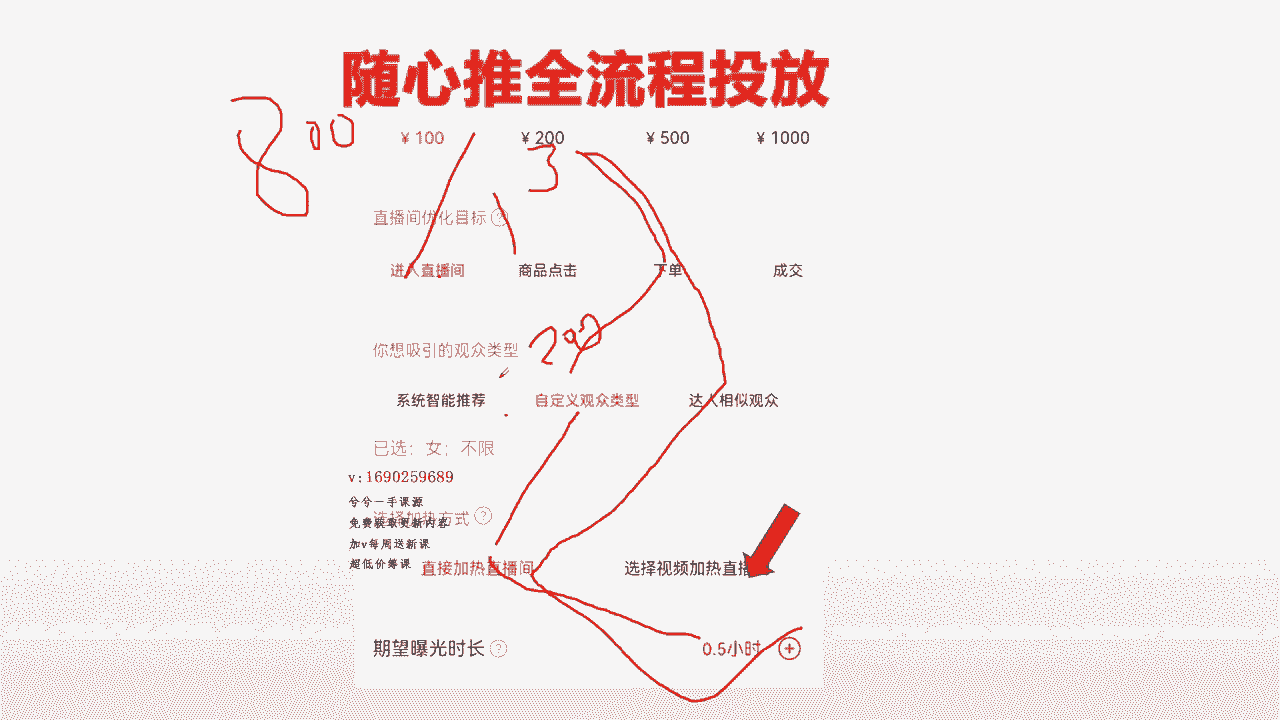 随心推全流程投放
800
¥ 100 ¥ 200 ¥ 500 ¥ 1000
3
直播间优化目标 ?
进入直播间 商品点击 下单 成交
200
你想吸引的观众类型
系统智能推荐 自定义观众类型 达人相似观众
已选：女；不限
v:1690259689
兮兮一手课源
选择加热方式 ?
免费获取更新内容
加v每周送新课
超低价筹课
直接加热直播间 选择视频加热直播
期望曝光时长 ? 0.5小时 +